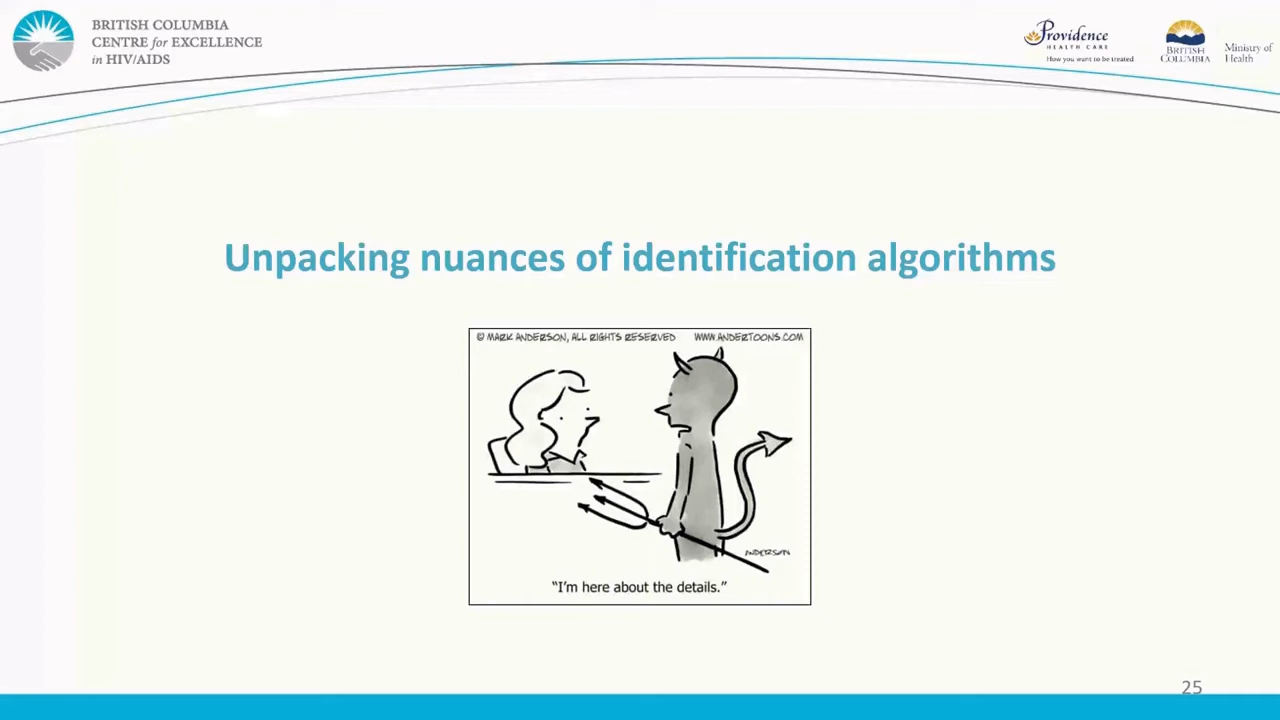 BRITISH COLUMBIA
CENTRE for EXCELLENCE
in HIV/AIDS
Providence
HEALTH CARE
How you want to be treated
BRITISH
COLUMBIA
Ministry of
Health
Unpacking nuances of identification algorithms
© MARK ANDERSON, ALL RIGHTS RESERVED WWW.ANDERTOONS.COM
ANDERSON
“I’m here about the details.”
25